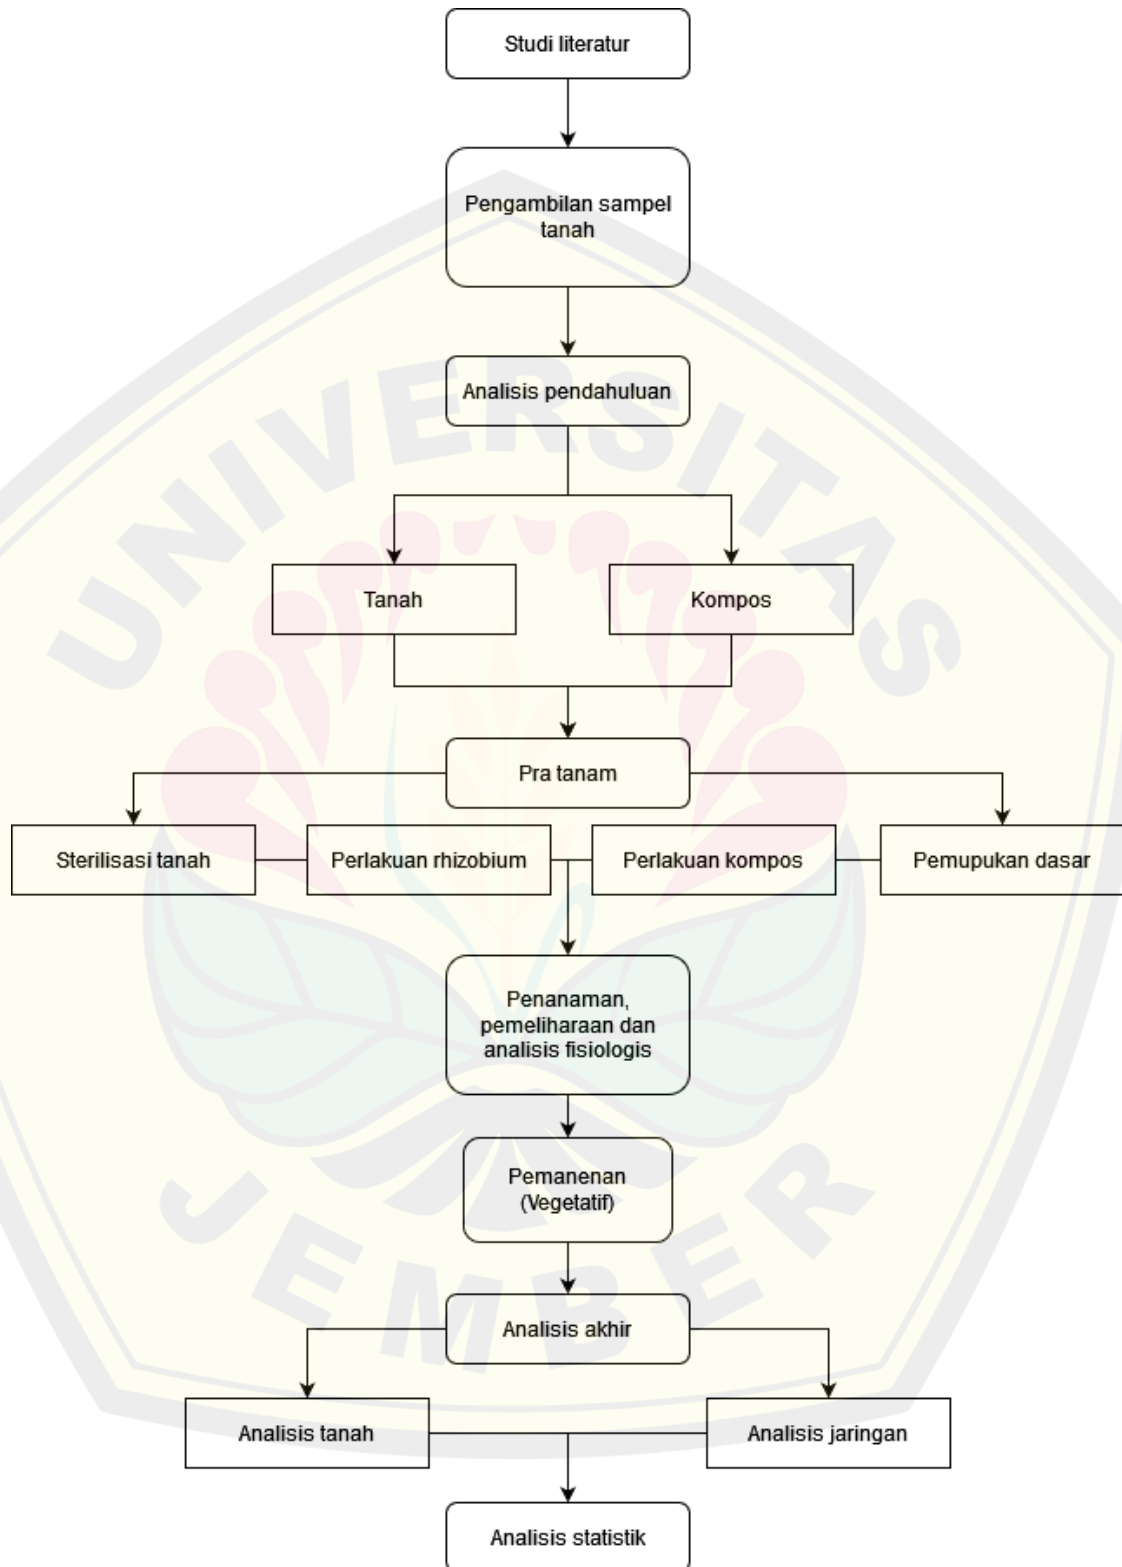 Studi literatur
Pengambilan sampel
tanah
Analisis pendahuluan
UNIVERSITAS
Tanah
Kompos
Pra tanam
Sterilisasi tanah
Perlakuan rhizobium
Perlakuan kompos
Pemupukan dasar
Penanaman,
pemeliharaan dan
analisis fisiologis
Pemanenan
(Vegetatif)
JEMBER
Analisis akhir
Analisis tanah
Analisis jaringan
Analisis statistik